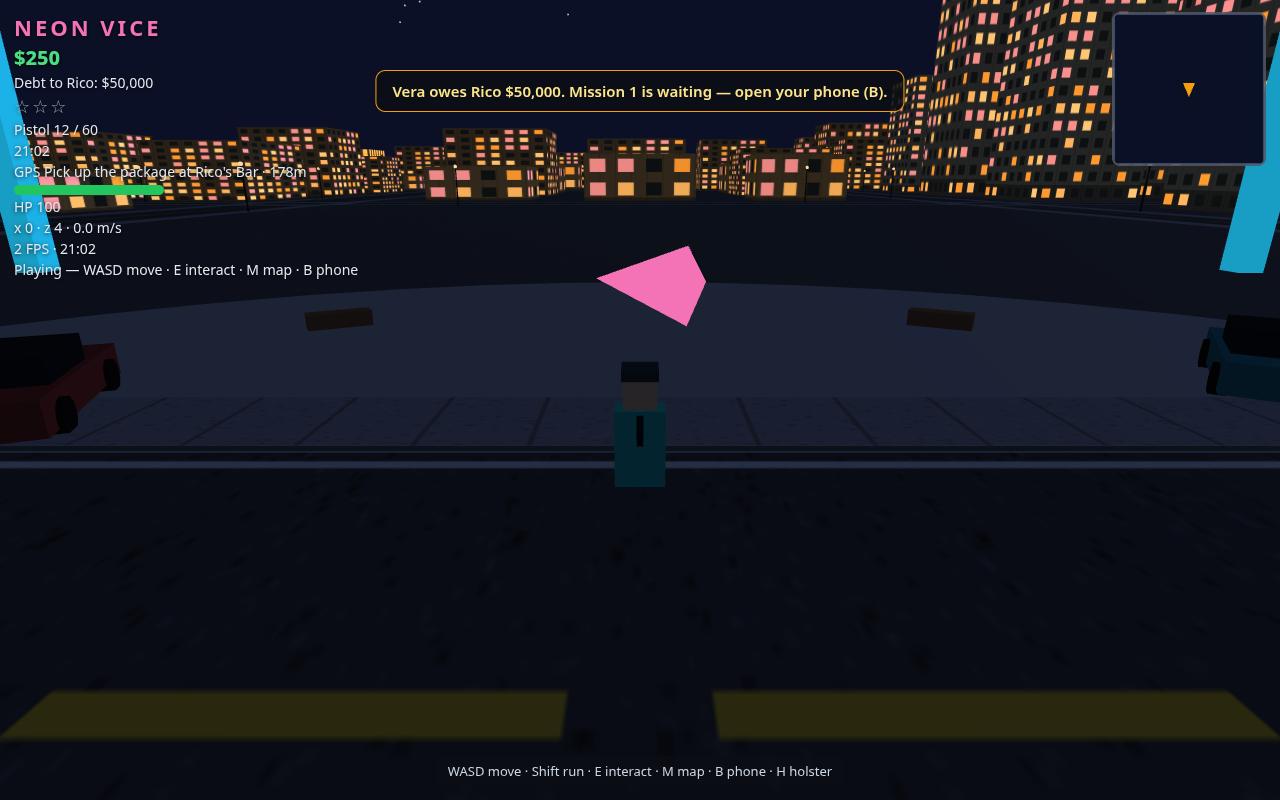 NEON VICE
$250
Debt to Rico: $50,000
☆☆☆
Pistol 12 / 60
21:02
GPS Pick up the package at Rico's Bar · 178m
HP 100
x 0 · z 4 · 0.0 m/s
2 FPS · 21:02
Playing — WASD move · E interact · M map · B phone
Vera owes Rico $50,000. Mission 1 is waiting — open your phone (B).
WASD move · Shift run · E interact · M map · B phone · H holster